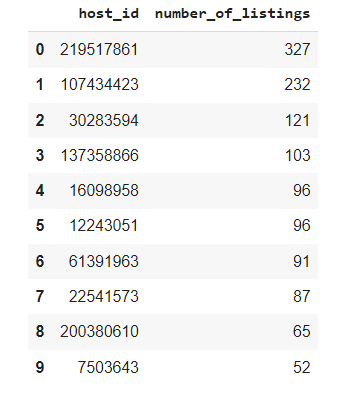 host_id number_of_listings
0 219517861 327
1 107434423 232
2 30283594 121
3 137358866 103
4 16098958 96
5 12243051 96
6 61391963 91
7 22541573 87
8 200380610 65
9 7503643 52